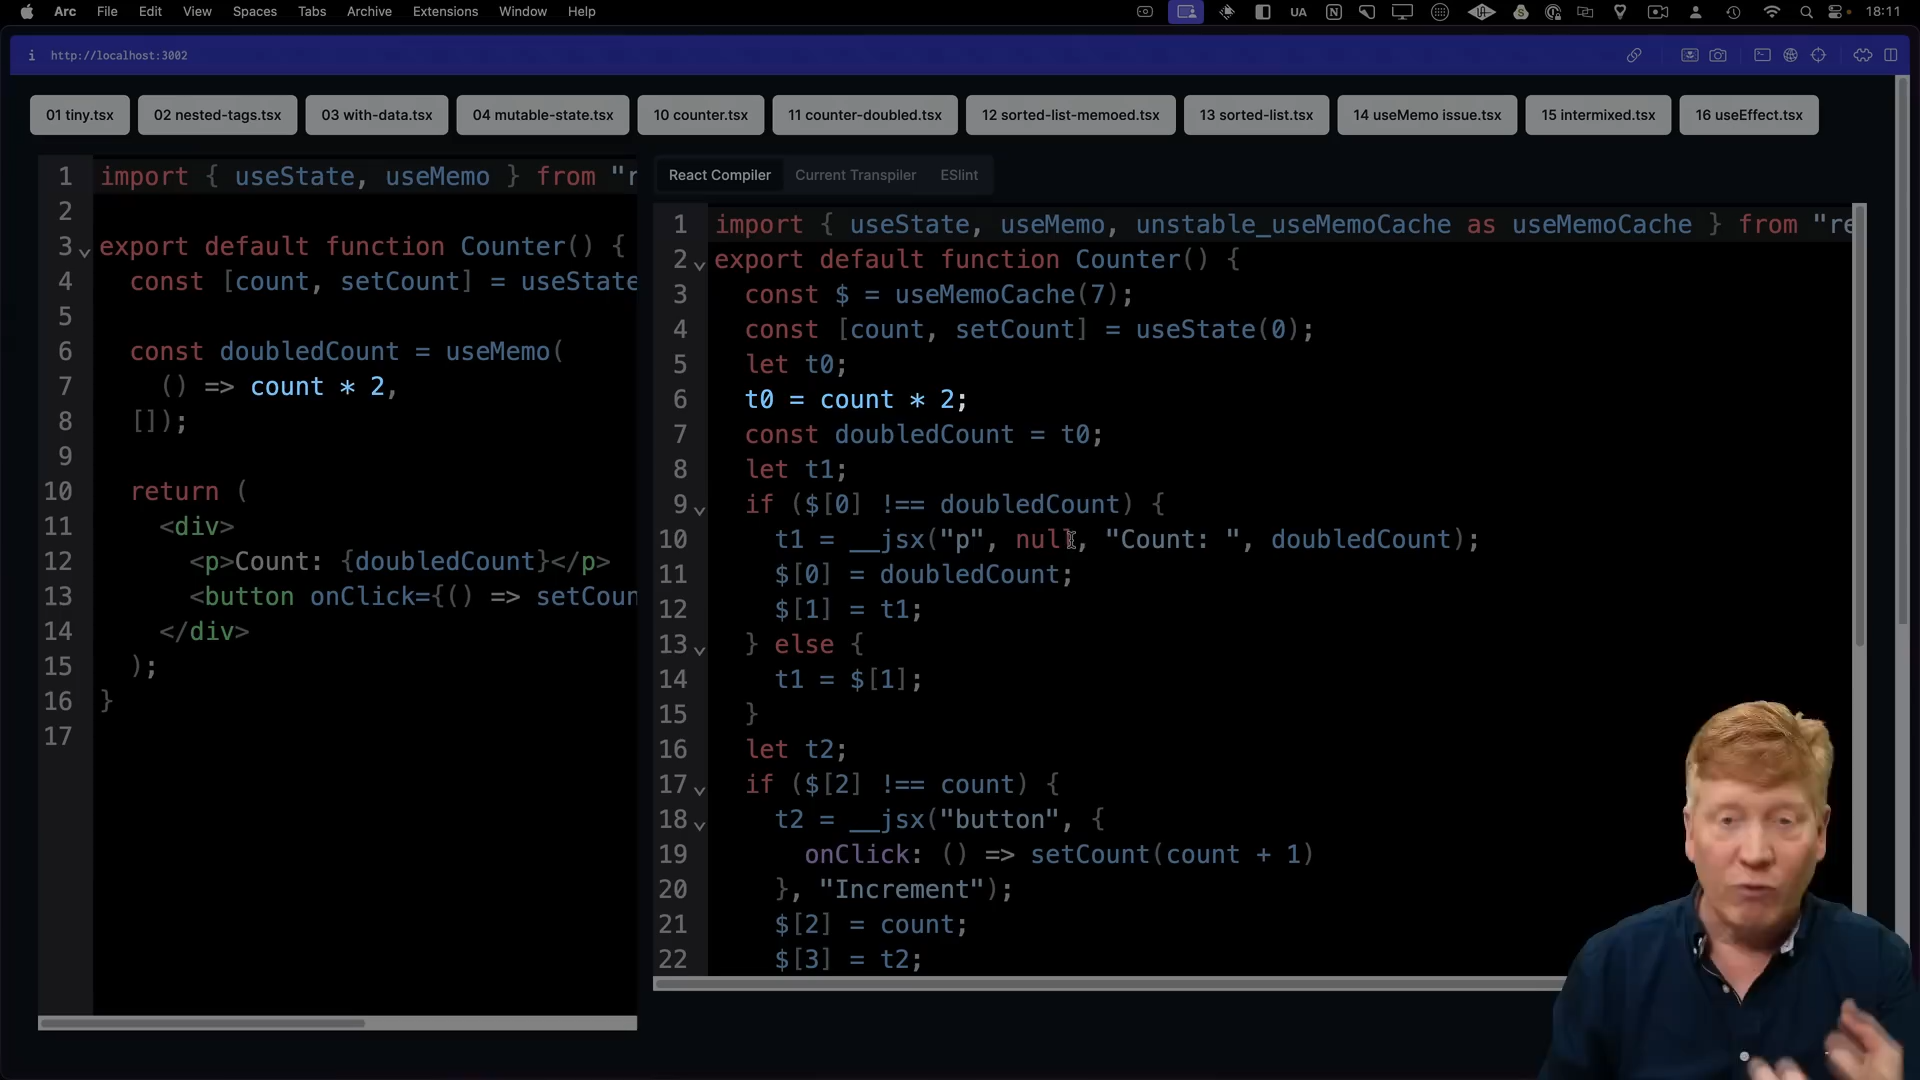 Arc File Edit View Spaces Tabs Archive Extensions Window Help UA 18:11
http://localhost:3002
01 tiny.tsx 02 nested-tags.tsx 03 with-data.tsx 04 mutable-state.tsx 10 counter.tsx 11 counter-doubled.tsx 12 sorted-list-memoed.tsx 13 sorted-list.tsx 14 useMemo issue.tsx 15 intermixed.tsx 16 useEffect.tsx
1 import { useState, useMemo } from "r
2
3 export default function Counter() {
4 const [count, setCount] = useState
5
6 const doubledCount = useMemo(
7 () => count * 2,
8 []);
9
10 return (
11 <div>
12 <p>Count: {doubledCount}</p>
13 <button onClick={() => setCoun
14 </div>
15 );
16 }
17
React Compiler Current Transpiler ESlint
1 import { useState, useMemo, unstable_useMemoCache as useMemoCache } from "re
2 export default function Counter() {
3 const $ = useMemoCache(7);
4 const [count, setCount] = useState(0);
5 let t0;
6 t0 = count * 2;
7 const doubledCount = t0;
8 let t1;
9 if ($[0] !== doubledCount) {
10 t1 = __jsx("p", null, "Count: ", doubledCount);
11 $[0] = doubledCount;
12 $[1] = t1;
13 } else {
14 t1 = $[1];
15 }
16 let t2;
17 if ($[2] !== count) {
18 t2 = __jsx("button", {
19 onClick: () => setCount(count + 1)
20 }, "Increment");
21 $[2] = count;
22 $[3] = t2;